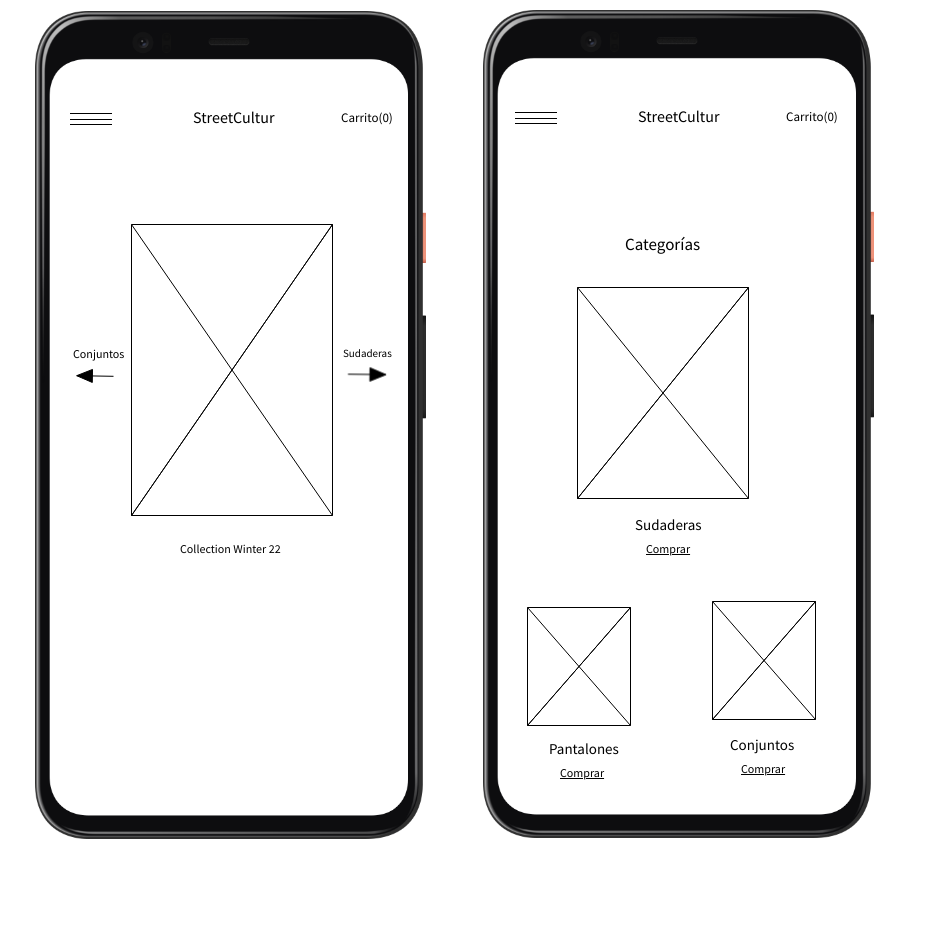 StreetCultur
Carrito(0)
Conjuntos
Sudaderas
Collection Winter 22
StreetCultur
Carrito(0)
Categorías
Sudaderas
Comprar
Pantalones
Comprar
Conjuntos
Comprar